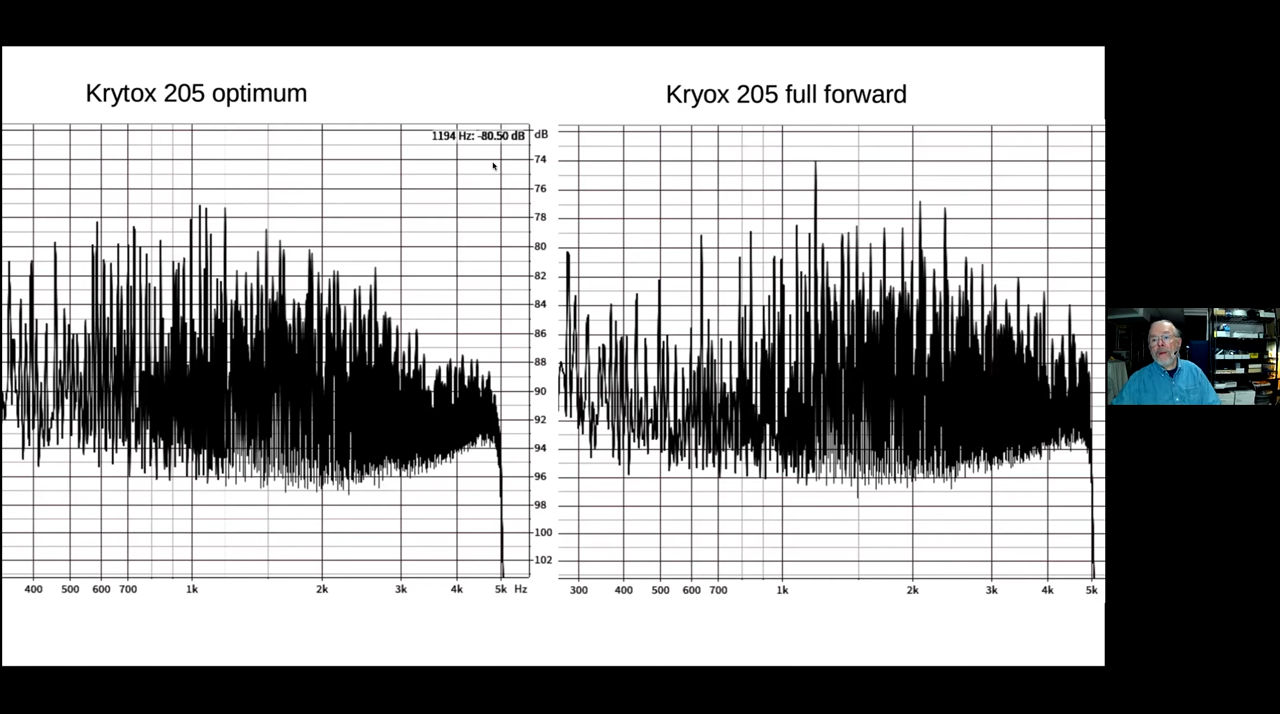 Krytox 205 optimum
Kryox 205 full forward
1194 Hz: -80.50 dB
dB
74
76
78
80
82
84
86
88
90
92
94
96
98
100
102
400 500 600 700 1k 2k 3k 4k 5k Hz
300 400 500 600 700 1k 2k 3k 4k 5k